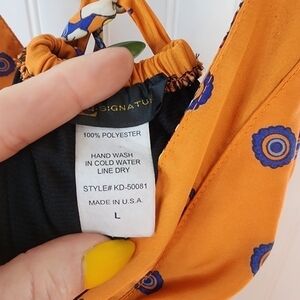 SIGNATU
100% POLYESTER
HAND WASH
IN COLD WATER
LINE DRY
STYLE# KD-50081
MADE IN U.S.A.
L